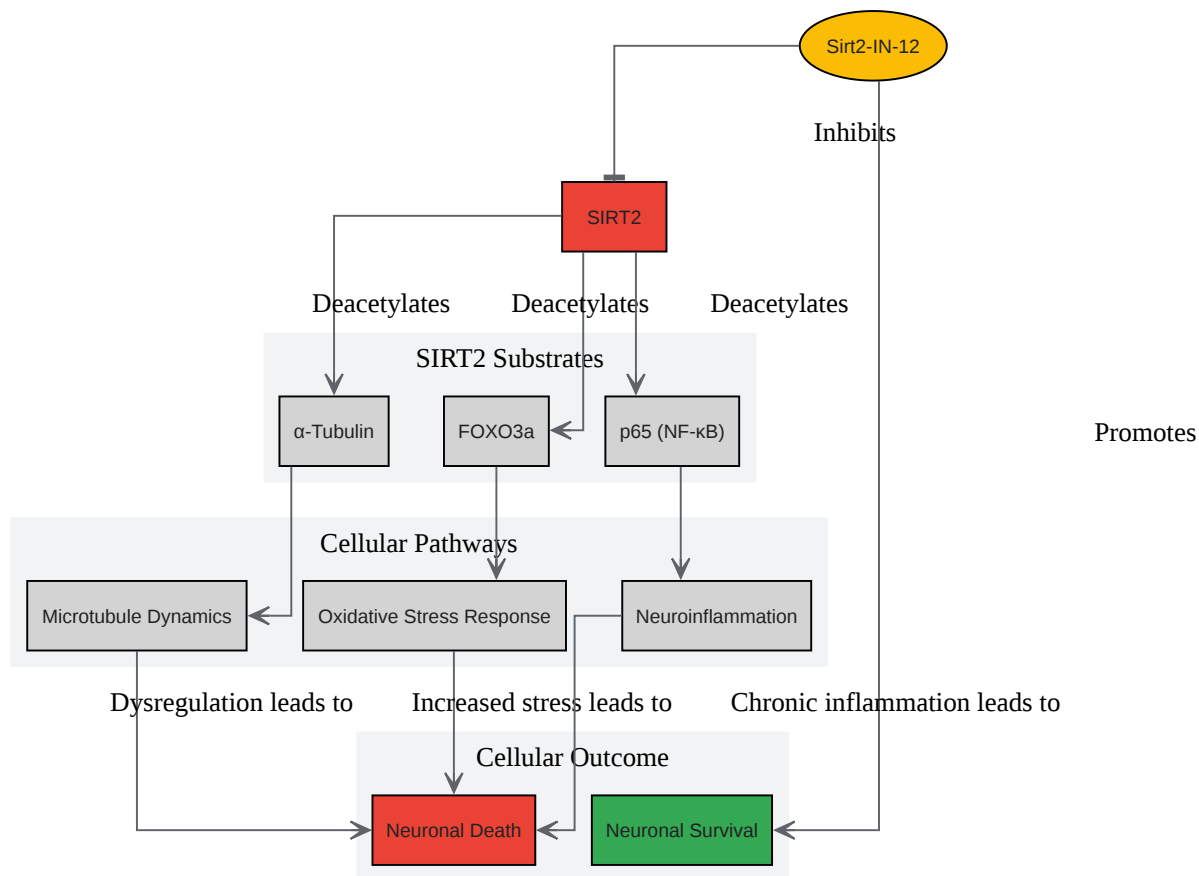 Sirt2-IN-12
Inhibits
SIRT2
Deacetylates
Deacetylates
Deacetylates
SIRT2 Substrates
α-Tubulin
FOXO3a
p65 (NF-κB)
Promotes
Cellular Pathways
Microtubule Dynamics
Oxidative Stress Response
Neuroinflammation
Dysregulation leads to
Increased stress leads to
Chronic inflammation leads to
Cellular Outcome
Neuronal Death
Neuronal Survival